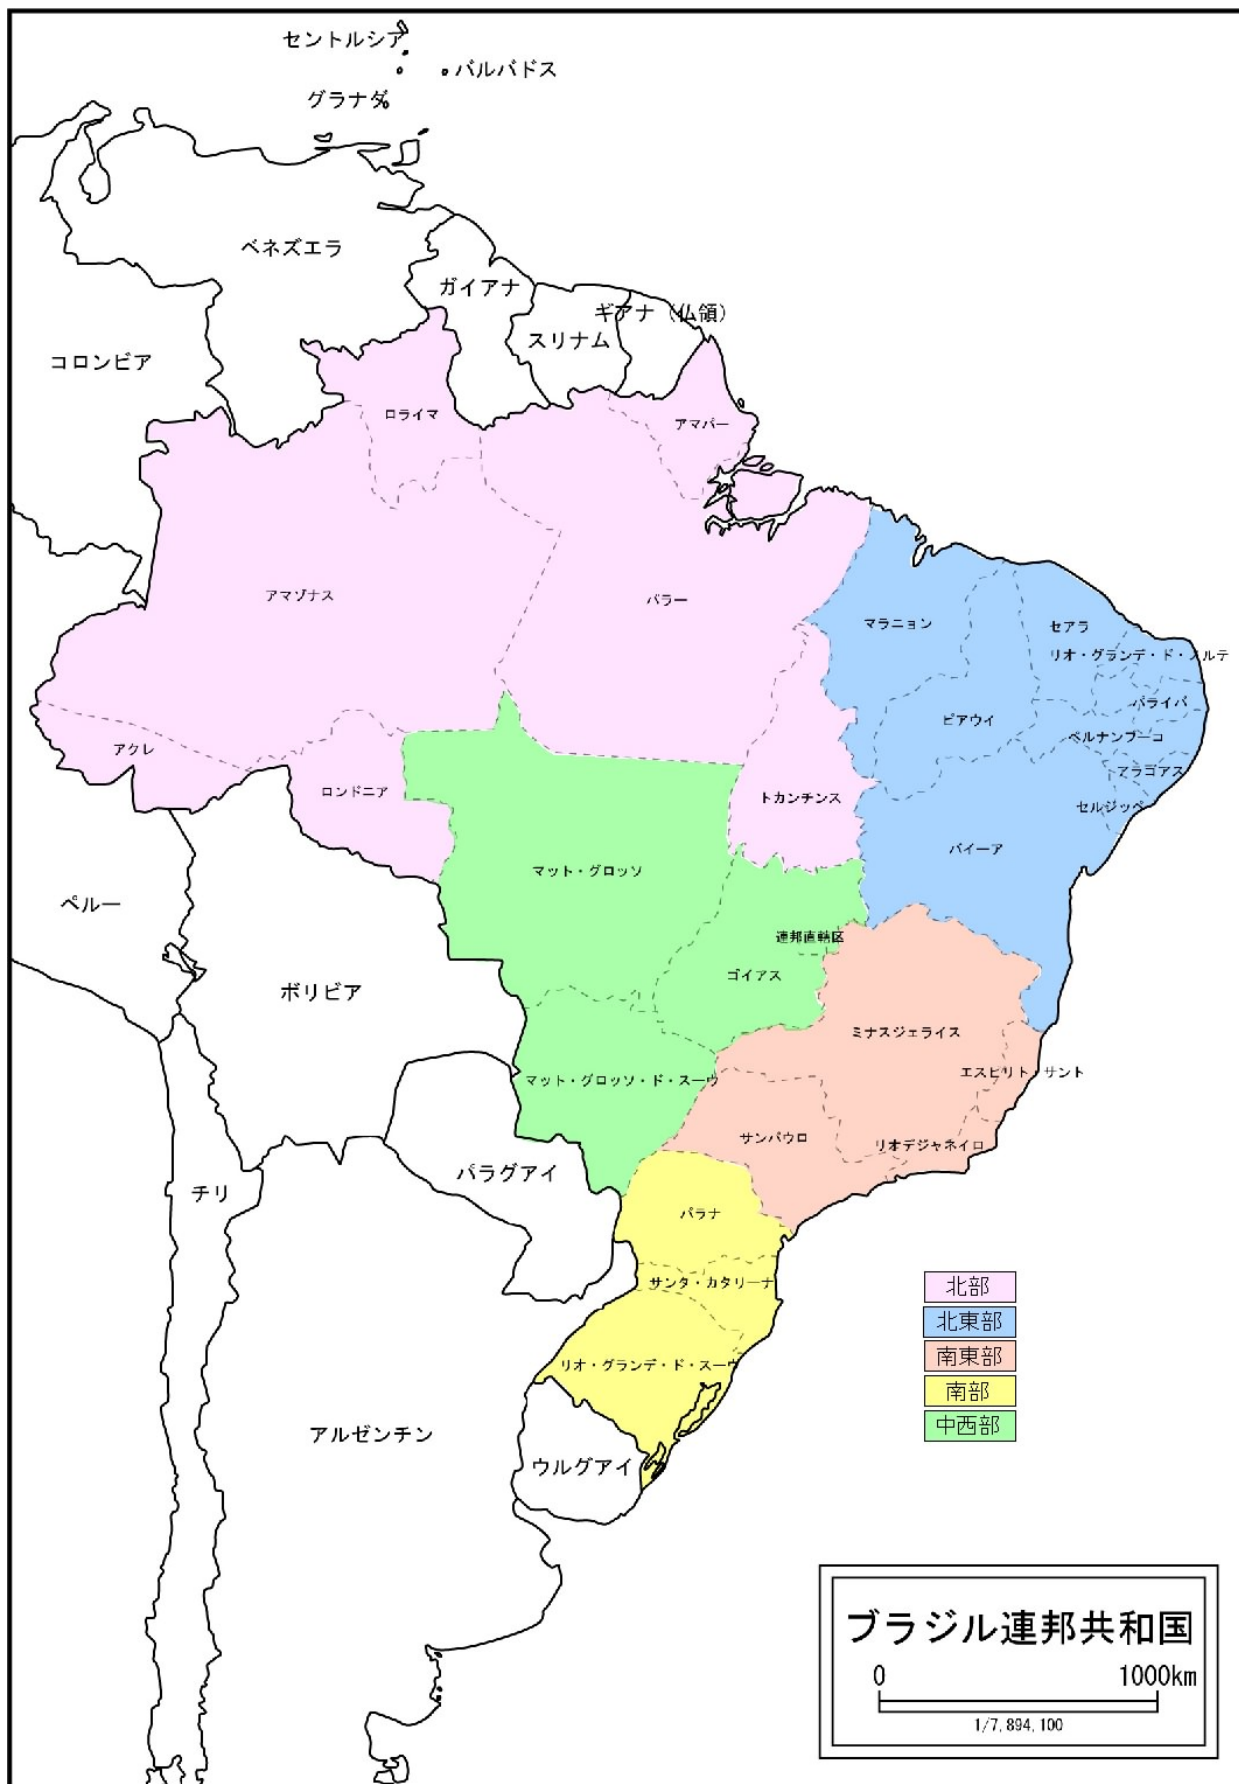 セントルシア
バルバドス
グラナダ
ベネズエラ
ガイアナ
ギアナ（仏領）
スリナム
コロンビア
ロライマ
アマパー
アマゾナス
パラー
マラニョン
セアラ
リオ・グランデ・ド・ノルテ
パライバ
ピアウイ
ペルナンブーコ
アクレ
アラゴアス
ロンドニア
トカンチンス
セルジッペ
バイーア
マット・グロッソ
ペルー
連邦直轄区
ゴイアス
ボリビア
ミナスジェライス
エスピリト・サント
マット・グロッソ・ド・スーウ
サンパウロ
リオデジャネイロ
パラグアイ
チリ
パラナ
サンタ・カタリーナ
北部
北東部
南東部
南部
中西部
リオ・グランデ・ド・スーウ
アルゼンチン
ウルグアイ
ブラジル連邦共和国
0 1000km
1/7,894,100